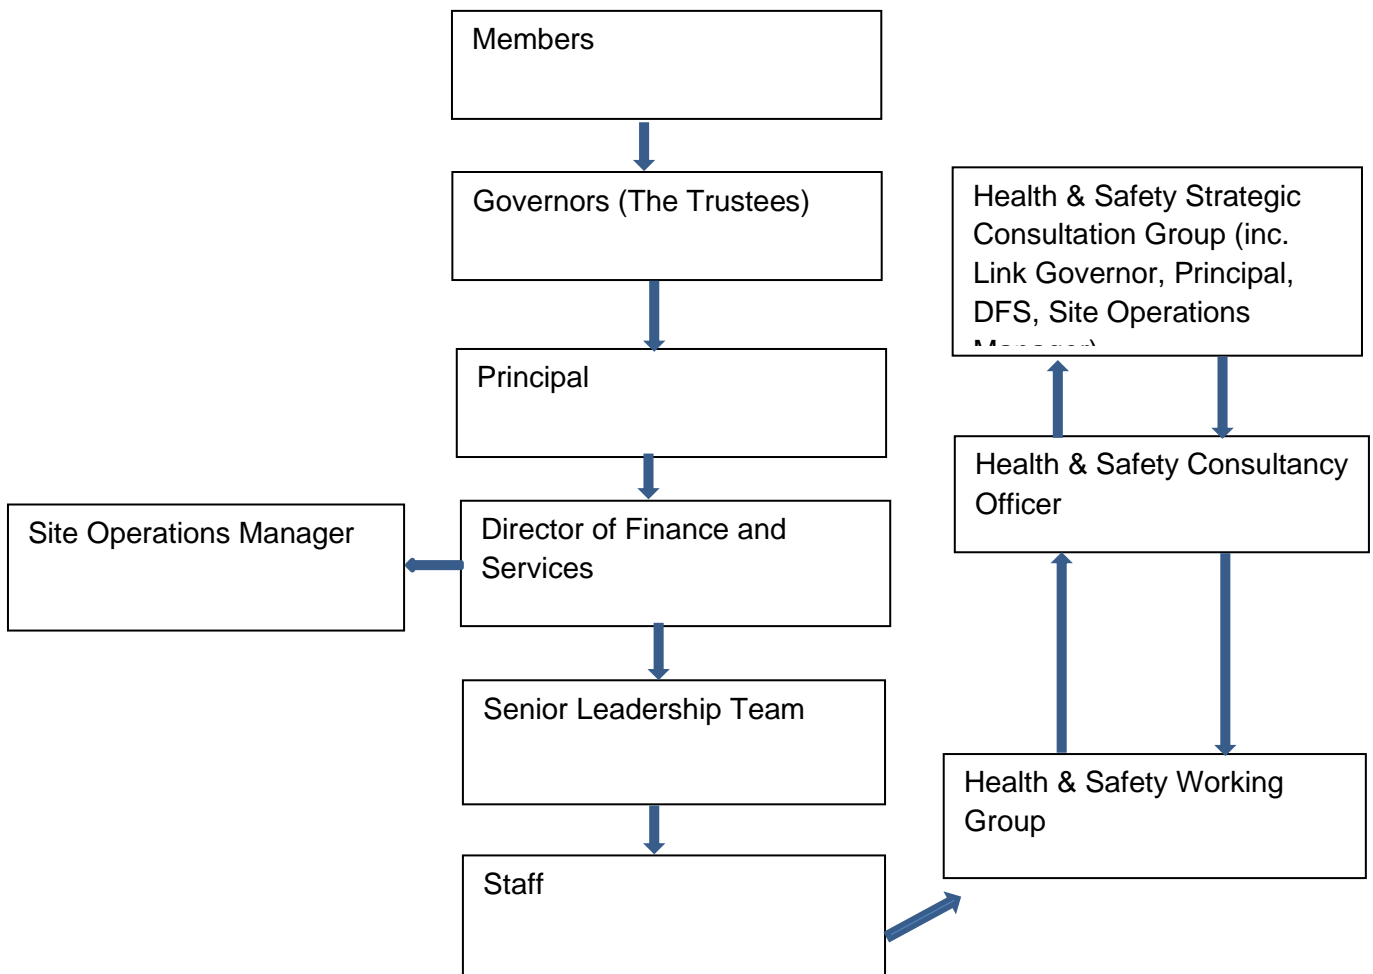 Members
Governors (The Trustees)
Health & Safety Strategic
Consultation Group (inc.
Link Governor, Principal,
DFS, Site Operations
Manager)
Principal
Health & Safety Consultancy
Officer
Site Operations Manager
Director of Finance and
Services
Senior Leadership Team
Health & Safety Working
Group
Staff